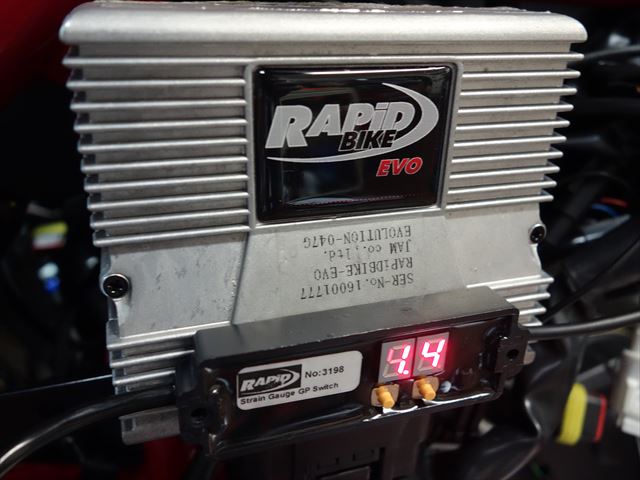 RAPiD
BIKE
EVO
SER-No. 16001777
RAPiDBIKE-EVO
JAM co.,ltd.
EVOLUTION-047G
RAPiD No:3198
Strain Gauge GP Switch
1.4